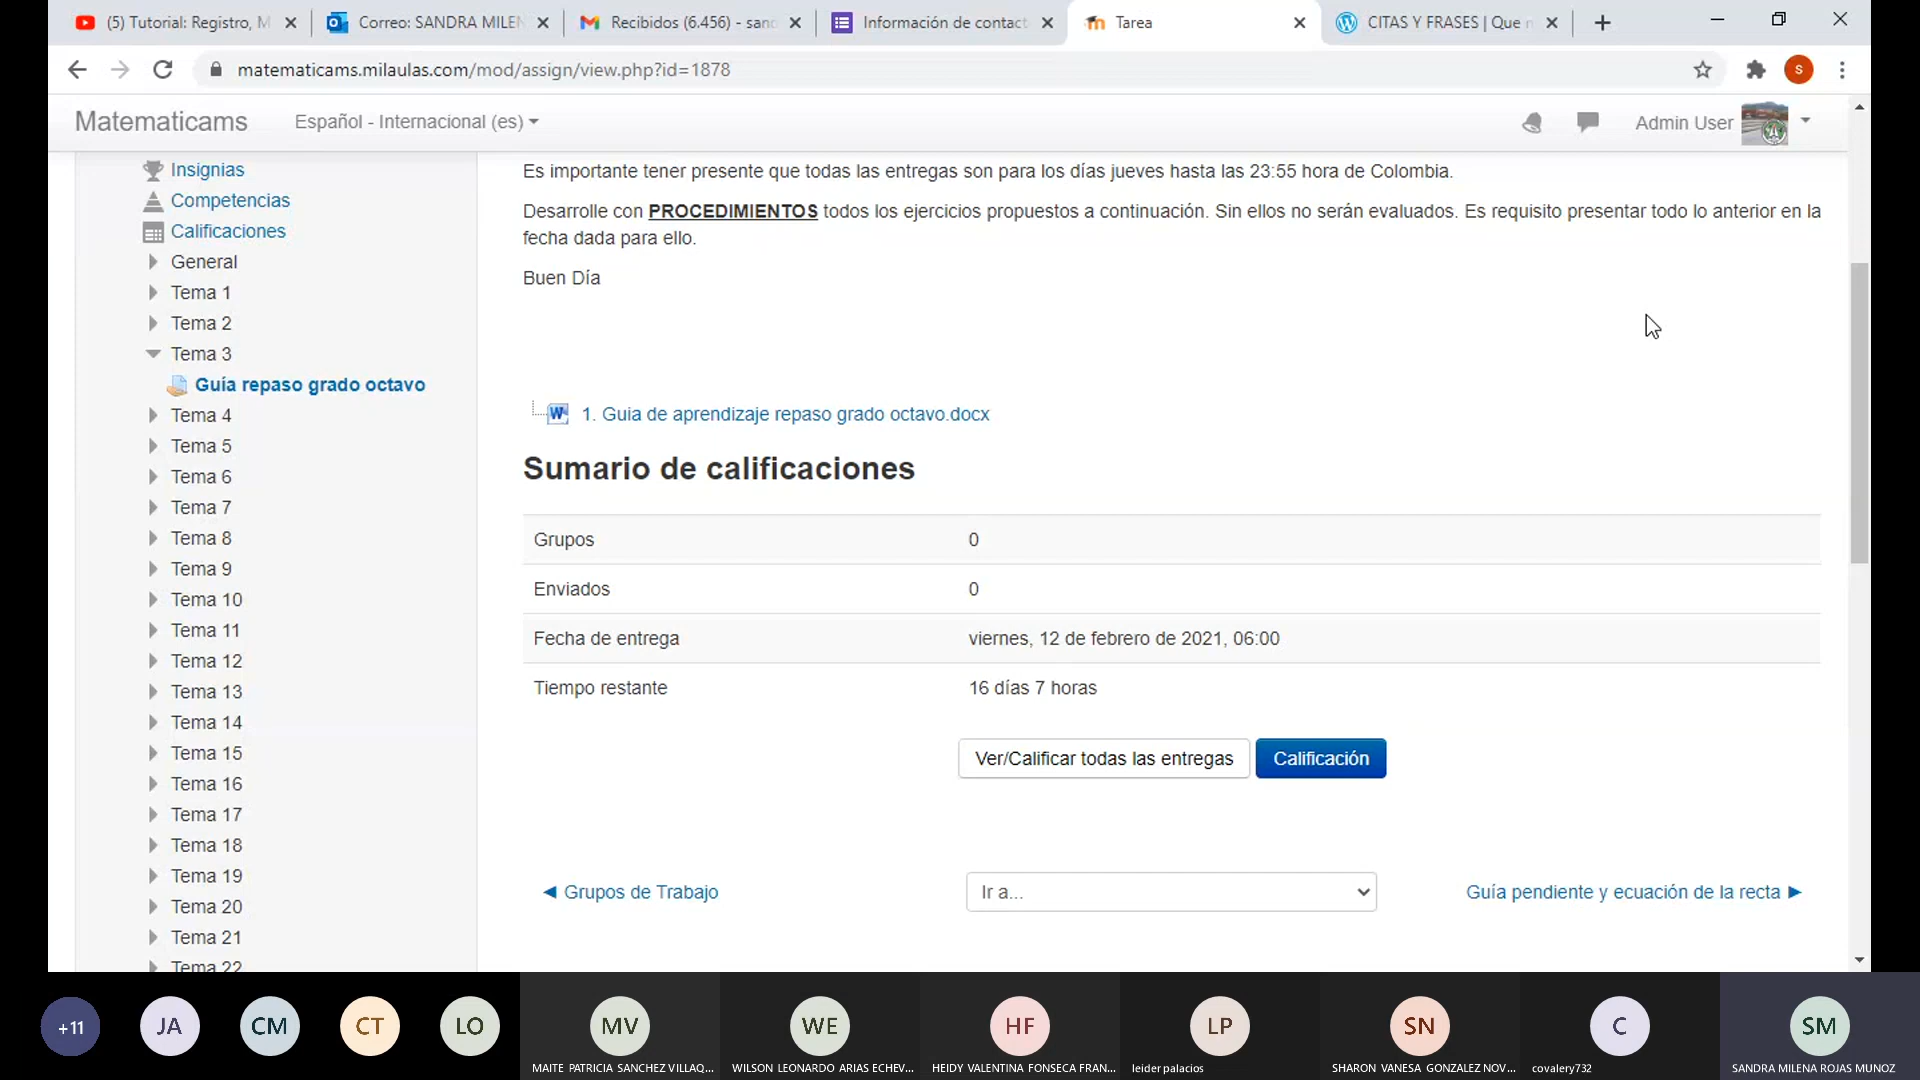 (5) Tutorial: Registro, M
Correo: SANDRA MILEN
Recibidos (6.456) - sand
Información de contact
Tarea
CITAS Y FRASES | Que n
matematicams.milaulas.com/mod/assign/view.php?id=1878
S
Matematicams
Español - Internacional (es)
Admin User
Insignias
Competencias
Calificaciones
General
Tema 1
Tema 2
Tema 3
Guía repaso grado octavo
Tema 4
Tema 5
Tema 6
Tema 7
Tema 8
Tema 9
Tema 10
Tema 11
Tema 12
Tema 13
Tema 14
Tema 15
Tema 16
Tema 17
Tema 18
Tema 19
Tema 20
Tema 21
Tema 22
Es importante tener presente que todas las entregas son para los días jueves hasta las 23:55 hora de Colombia.
Desarrolle con PROCEDIMIENTOS todos los ejercicios propuestos a continuación. Sin ellos no serán evaluados. Es requisito presentar todo lo anterior en la
fecha dada para ello.
Buen Día
1. Guia de aprendizaje repaso grado octavo.docx
Sumario de calificaciones
Grupos 0
Enviados 0
Fecha de entrega viernes, 12 de febrero de 2021, 06:00
Tiempo restante 16 días 7 horas
Ver/Calificar todas las entregas Calificación
◄ Grupos de Trabajo
Ir a...
Guía pendiente y ecuación de la recta ►
+11
JA
CM
CT
LO
MV
WE
HF
LP
SN
C
SM
MAITE PATRICIA SANCHEZ VILLAQ...
WILSON LEONARDO ARIAS ECHEV...
HEIDY VALENTINA FONSECA FRAN...
leider palacios
SHARON VANESA GONZALEZ NOV...
covalery732
SANDRA MILENA ROJAS MUNOZ